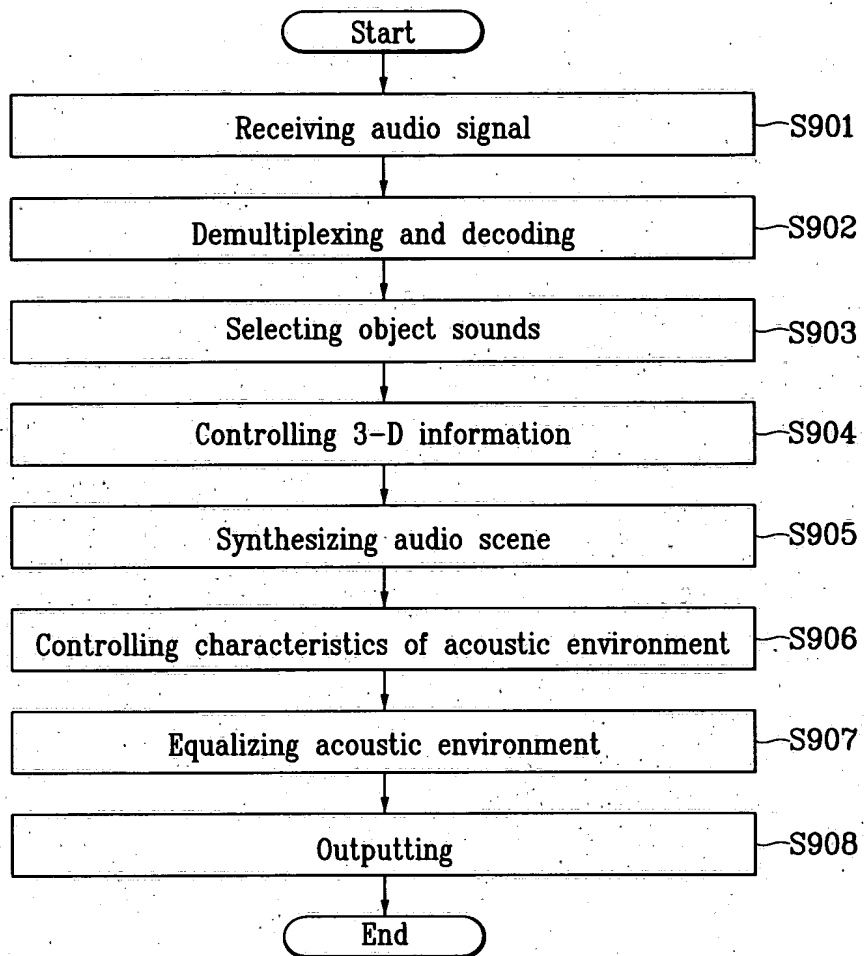 Start
Receiving audio signal S901
Demultiplexing and decoding S902
Selecting object sounds S903
Controlling 3-D information S904
Synthesizing audio scene S905
Controlling characteristics of acoustic environment S906
Equalizing acoustic environment S907
Outputting S908
End